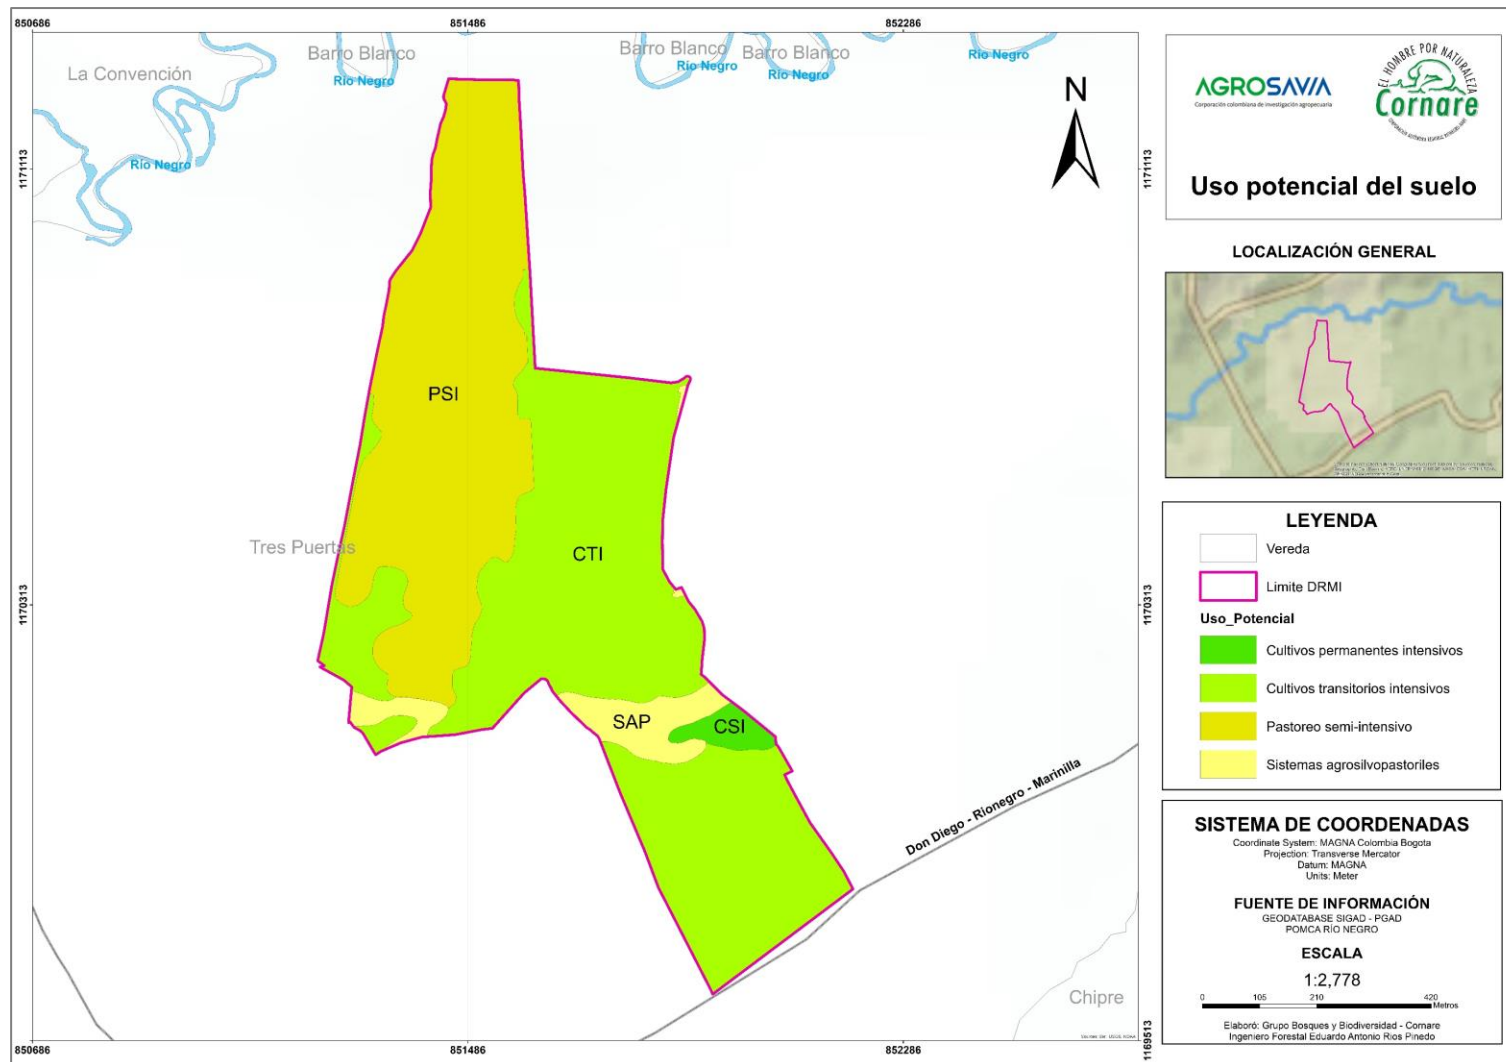 850686
851486
852286
La Convención
Barro Blanco
Río Negro
Barro Blanco
Río Negro
Barro Blanco
Río Negro
Río Negro
Río Negro
N
1171113
1171113
PSI
Tres Puertas
CTI
1170313
1170313
SAP
CSI
Don Diego - Rionegro - Marinilla
Chipre
1169513
850686
851486
852286
AGROSAVIA
Corporación colombiana de investigación agropecuaria
EL HOMBRE POR NATURALEZA
Cornare
Uso potencial del suelo
LOCALIZACIÓN GENERAL
LEYENDA
Vereda
Limite DRMI
Uso_Potencial
Cultivos permanentes intensivos
Cultivos transitorios intensivos
Pastoreo semi-intensivo
Sistemas agrosilvopastoriles
SISTEMA DE COORDENADAS
Coordinate System: MAGNA Colombia Bogota
Projection: Transverse Mercator
Datum: MAGNA
Units: Meter
FUENTE DE INFORMACIÓN
GEODATABASE SIGAD - PGAD
POMCA RÍO NEGRO
ESCALA
1:2,778
0 105 210 420
Metros
Elaboró: Grupo Bosques y Biodiversidad - Cornare
Ingeniero Forestal Eduardo Antonio Rios Pinedo